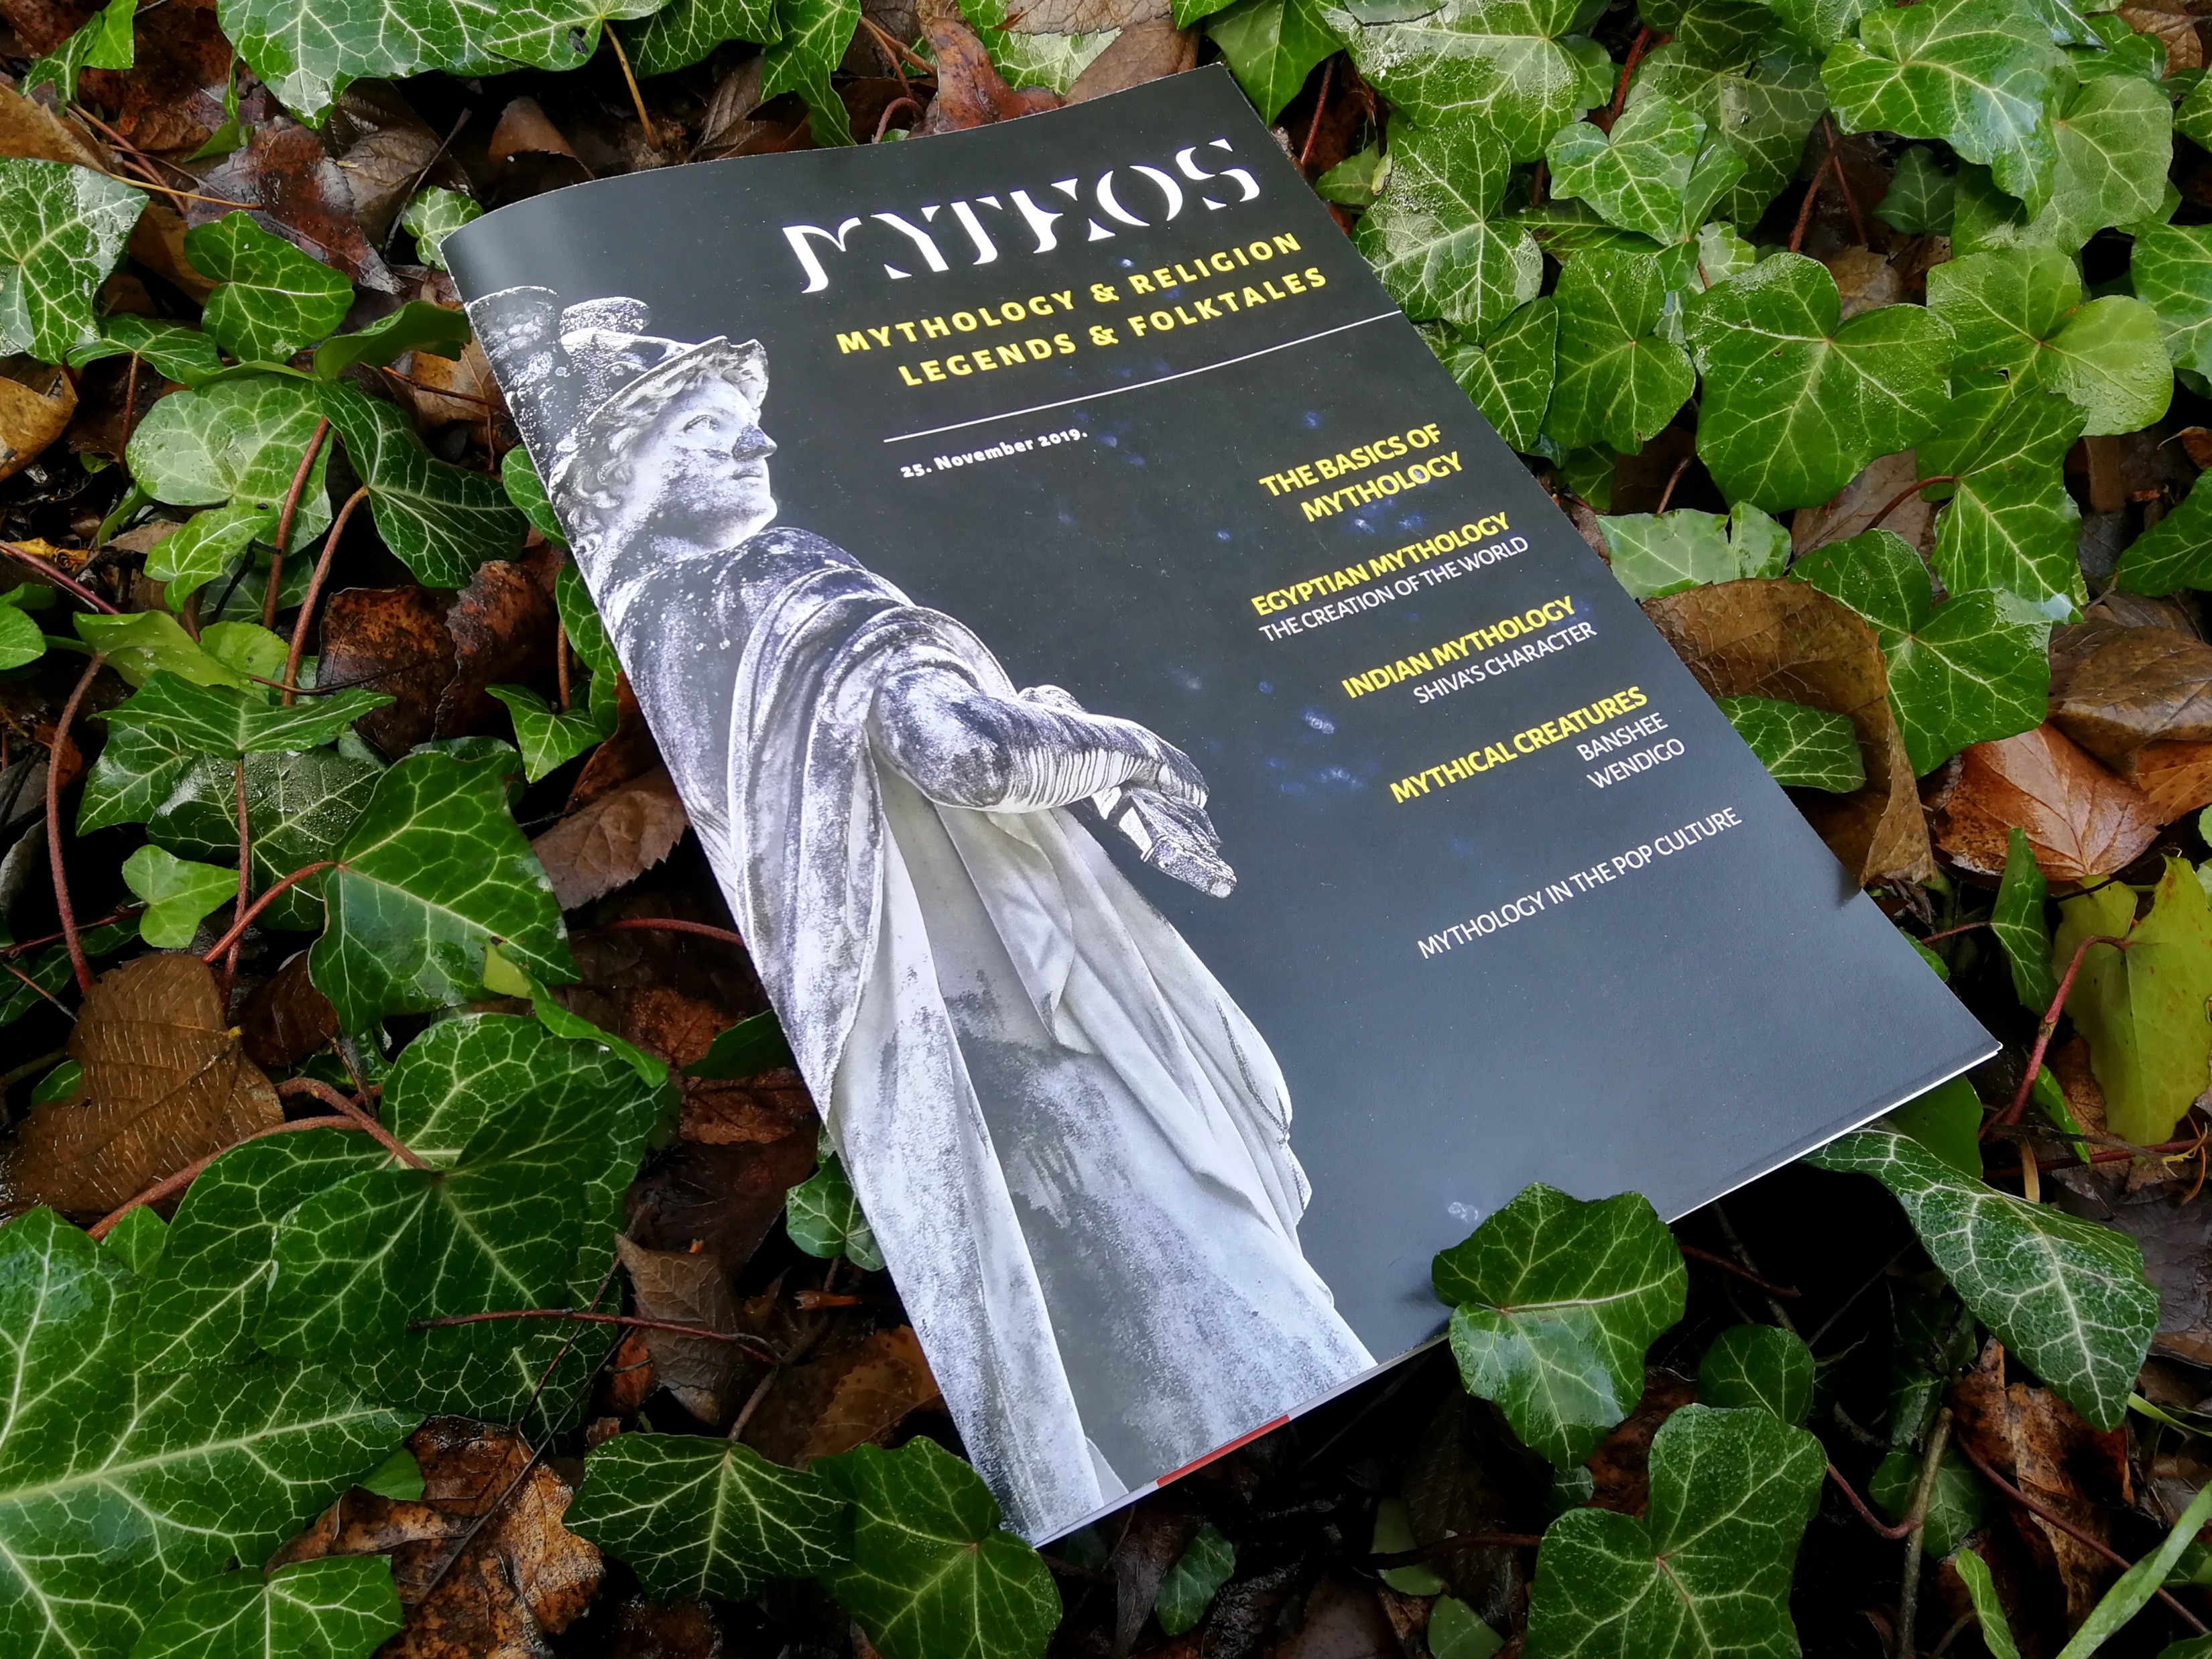 MYTHOS
MYTHOLOGY & RELIGION
LEGENDS & FOLKTALES
25. November 2019.
THE BASICS OF
MYTHOLOGY
EGYPTIAN MYTHOLOGY
THE CREATION OF THE WORLD
INDIAN MYTHOLOGY
SHIVA'S CHARACTER
MYTHICAL CREATURES
BANSHEE
WENDIGO
MYTHOLOGY IN THE POP CULTURE